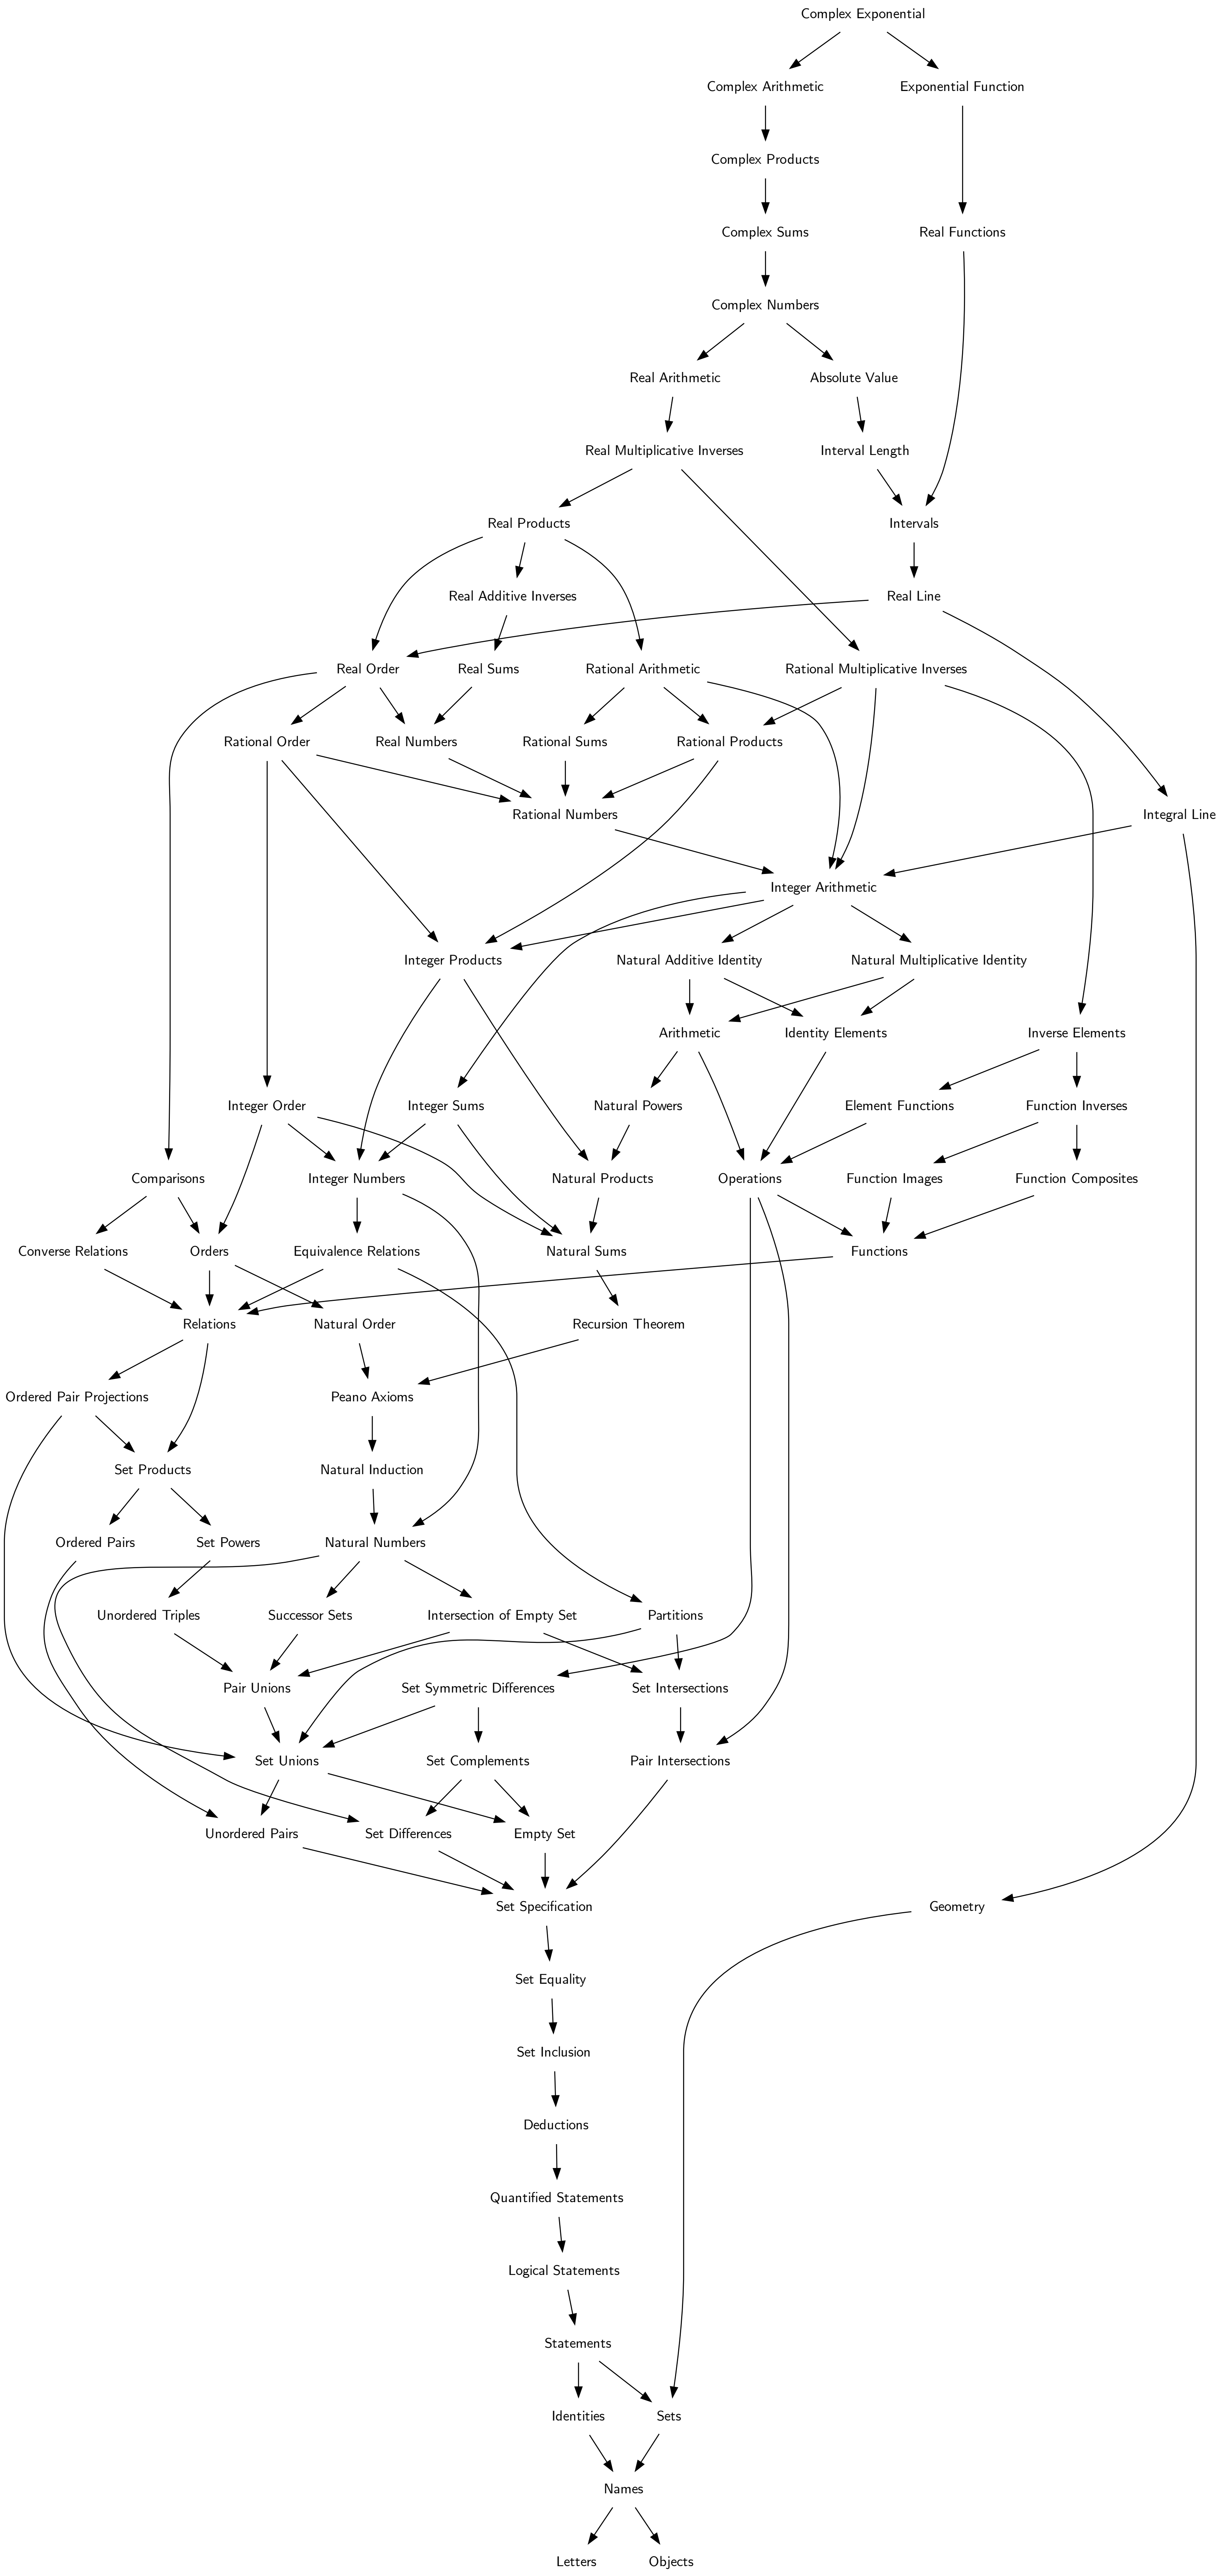 Complex Exponential
Complex Arithmetic
Exponential Function
Complex Products
Complex Sums
Real Functions
Complex Numbers
Real Arithmetic
Absolute Value
Real Multiplicative Inverses
Interval Length
Real Products
Intervals
Real Additive Inverses
Real Line
Real Order
Real Sums
Rational Arithmetic
Rational Multiplicative Inverses
Rational Order
Real Numbers
Rational Sums
Rational Products
Rational Numbers
Integral Line
Integer Arithmetic
Integer Products
Natural Additive Identity
Natural Multiplicative Identity
Arithmetic
Identity Elements
Inverse Elements
Integer Order
Integer Sums
Natural Powers
Element Functions
Function Inverses
Comparisons
Integer Numbers
Natural Products
Operations
Function Images
Function Composites
Converse Relations
Orders
Equivalence Relations
Natural Sums
Functions
Relations
Natural Order
Recursion Theorem
Ordered Pair Projections
Peano Axioms
Set Products
Natural Induction
Ordered Pairs
Set Powers
Natural Numbers
Unordered Triples
Successor Sets
Intersection of Empty Set
Partitions
Pair Unions
Set Symmetric Differences
Set Intersections
Set Unions
Set Complements
Pair Intersections
Unordered Pairs
Set Differences
Empty Set
Set Specification
Geometry
Set Equality
Set Inclusion
Deductions
Quantified Statements
Logical Statements
Statements
Identities
Sets
Names
Letters
Objects